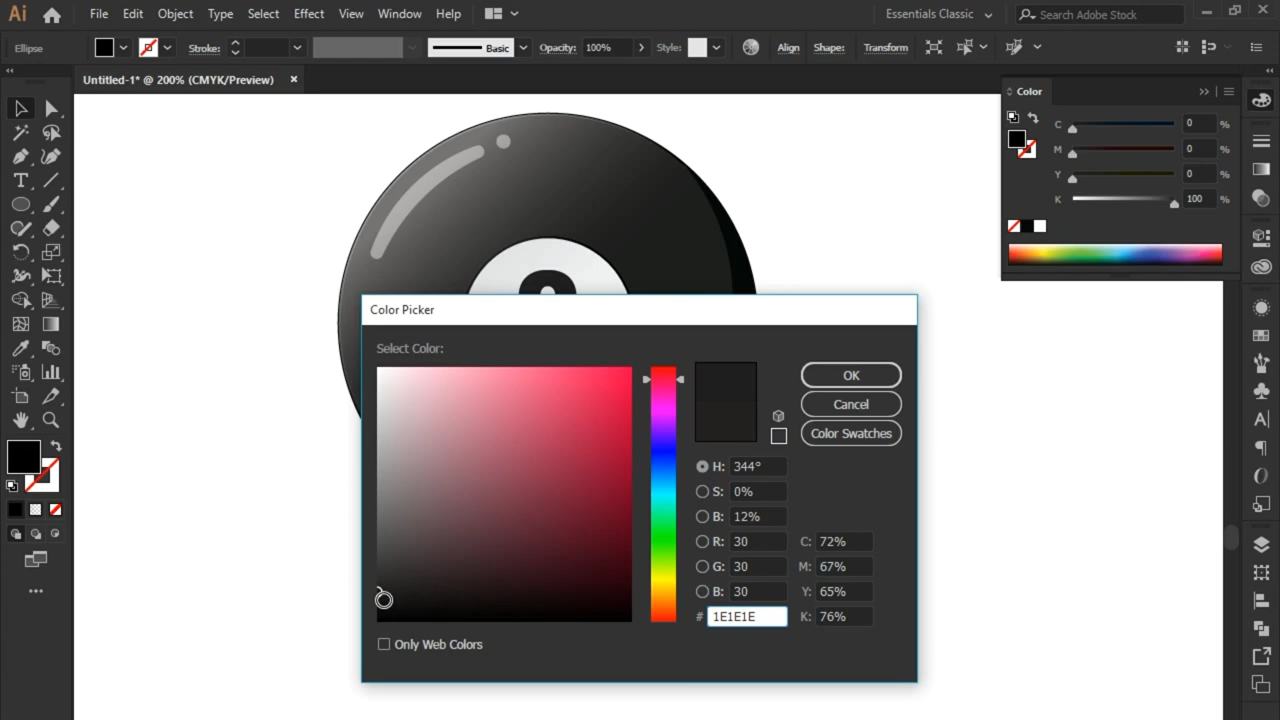 Ai File Edit Object Type Select Effect View Window Help Essentials Classic Search Adobe Stock
Ellipse Stroke: Basic Opacity: 100% Style: Align Shape: Transform
Untitled-1* @ 200% (CMYK/Preview) ×
Color
C 0 %
M 0 %
Y 0 %
K 100 %
8
Color Picker
Select Color:
OK
Cancel
Color Swatches
H: 344°
S: 0%
B: 12%
R: 30 C: 72%
G: 30 M: 67%
B: 30 Y: 65%
# 1E1E1E K: 76%
Only Web Colors